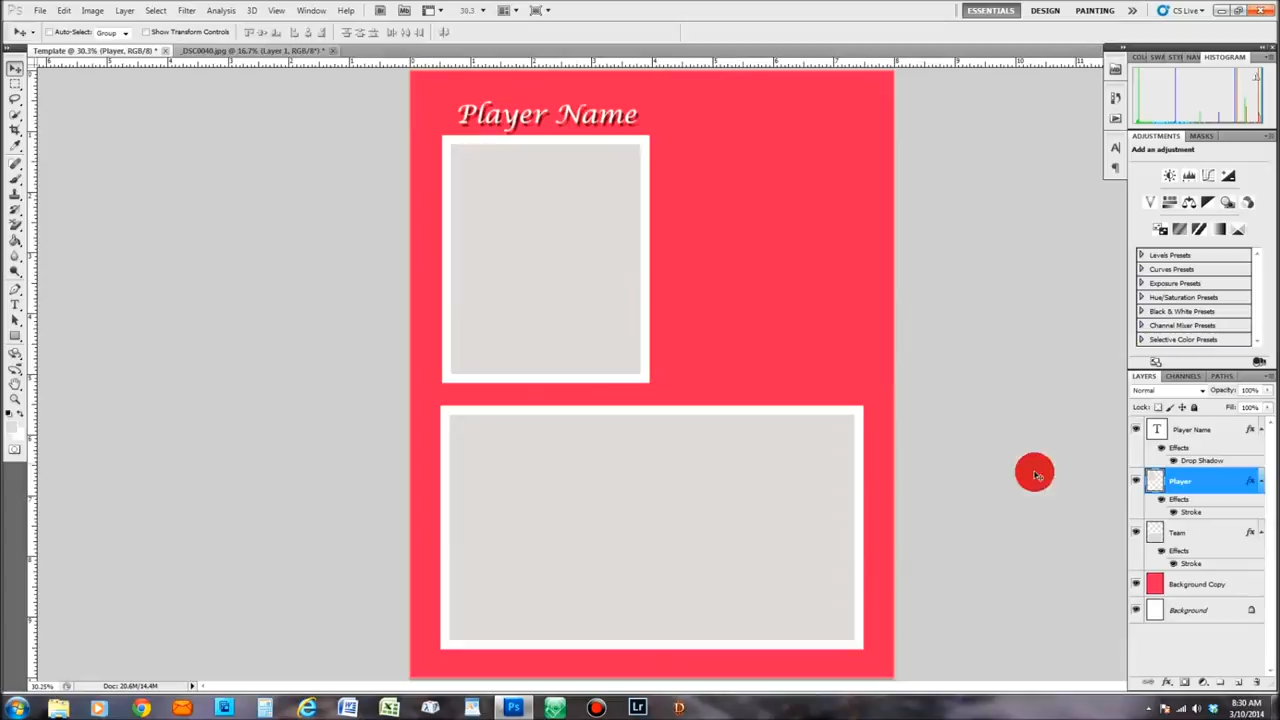 File Edit Image Layer Select Filter Analysis 3D View Window Help
30.3
ESSENTIALS DESIGN PAINTING CS Live
Auto-Select: Group Show Transform Controls
Template @ 30.3% (Player, RGB/8) * _DSC0040.jpg @ 16.7% (Layer 1, RGB/8*) *
HISTOGRAM
Player Name
ADJUSTMENTS MASKS
Add an adjustment
Levels Presets
Curves Presets
Exposure Presets
Hue/Saturation Presets
Black & White Presets
Channel Mixer Presets
Selective Color Presets
LAYERS CHANNELS PATHS
Normal Opacity: 100%
Lock: Fill: 100%
Player Name
Effects
Drop Shadow
Player
Effects
Stroke
Team
Effects
Stroke
Background Copy
Background
30.25% Doc: 20.6M/14.4M
8:30 AM
3/10/2014